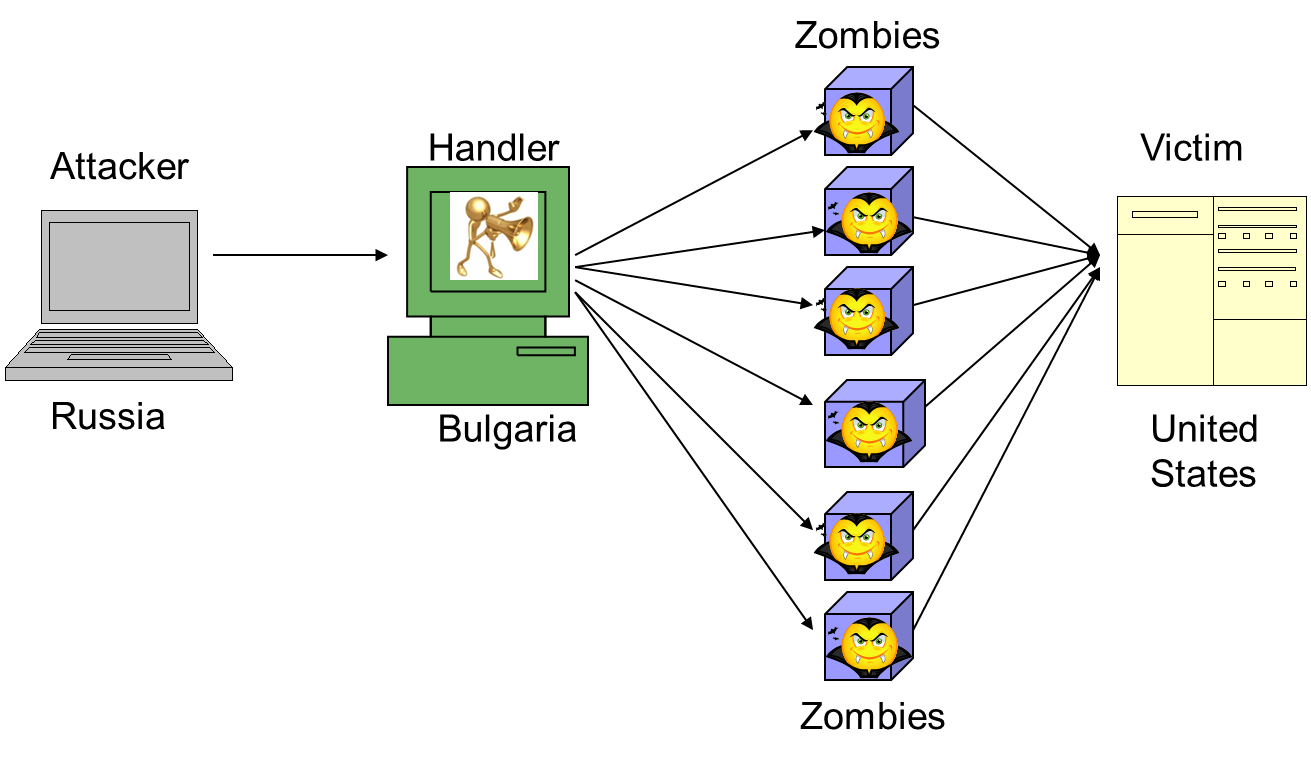 Zombies
Handler
Victim
Attacker
Russia
Bulgaria
United
States
Zombies